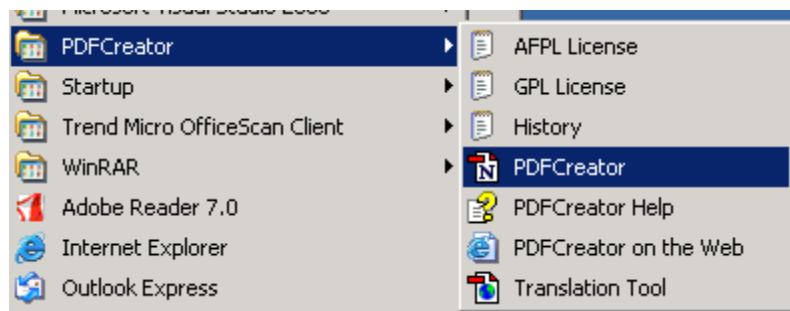 PDFCreator
Startup
Trend Micro OfficeScan Client
WinRAR
Adobe Reader 7.0
Internet Explorer
Outlook Express
AFPL License
GPL License
History
PDFCreator
PDFCreator Help
PDFCreator on the Web
Translation Tool